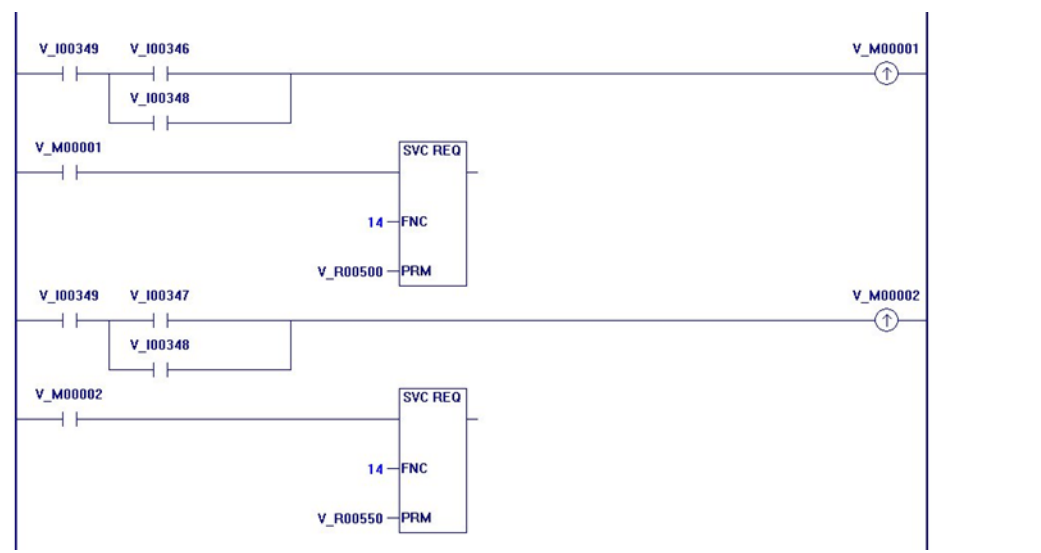 V_I00349 V_I00346 V_M00001
V_I00348
V_M00001 SVC REQ
14 FNC
V_R00500 PRM
V_I00349 V_I00347 V_M00002
V_I00348
V_M00002 SVC REQ
14 FNC
V_R00550 PRM